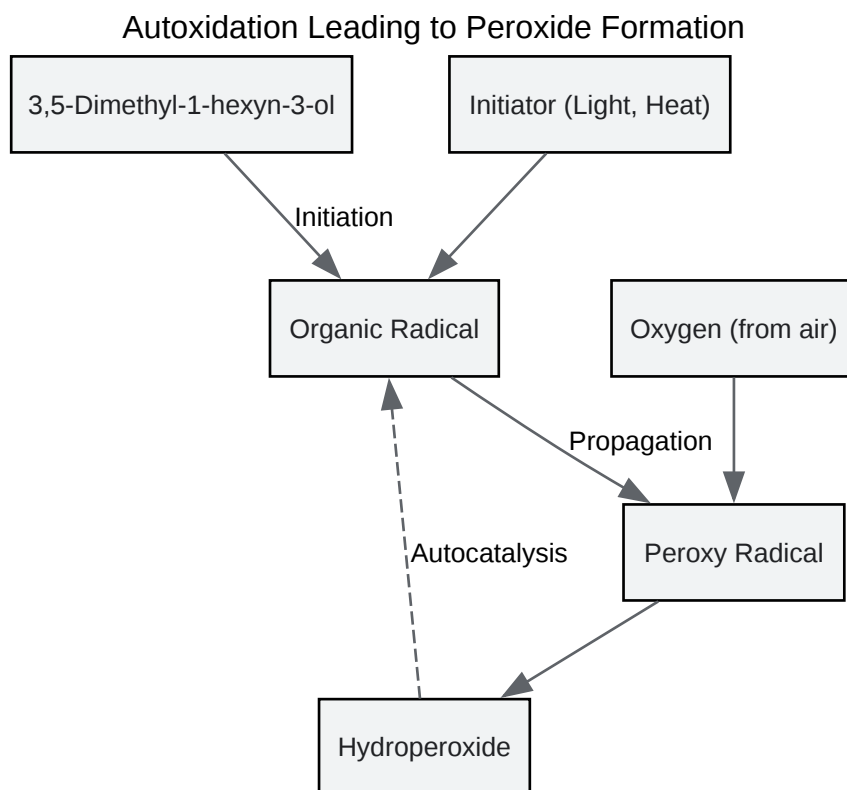 Autoxidation Leading to Peroxide Formation
3,5-Dimethyl-1-hexyn-3-ol
Initiator (Light, Heat)
Initiation
Organic Radical
Oxygen (from air)
Propagation
Autocatalysis
Peroxy Radical
Hydroperoxide